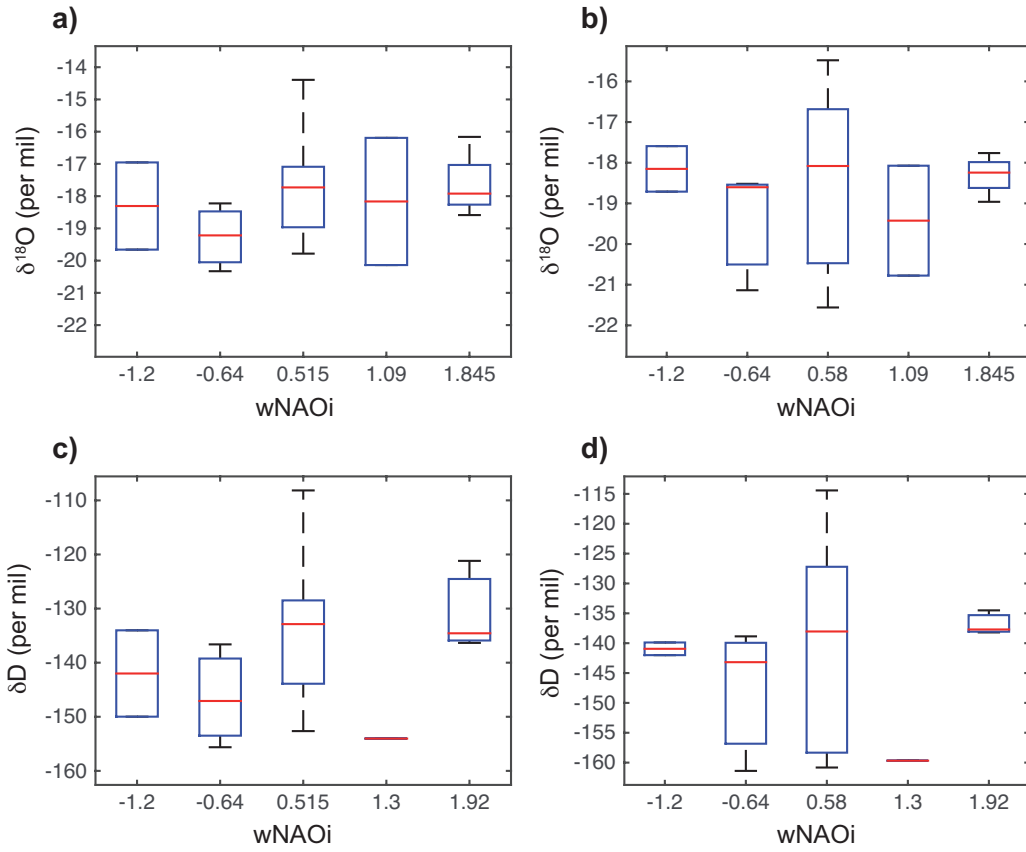 a)
δ18O (per mil)
-14
-15
-16
-17
-18
-19
-20
-21
-22
-1.2 -0.64 0.515 1.09 1.845
wNAOi
b)
δ18O (per mil)
-16
-17
-18
-19
-20
-21
-22
-1.2 -0.64 0.58 1.09 1.845
wNAOi
c)
δD (per mil)
-110
-120
-130
-140
-150
-160
-1.2 -0.64 0.515 1.3 1.92
wNAOi
d)
δD (per mil)
-115
-120
-125
-130
-135
-140
-145
-150
-155
-160
-1.2 -0.64 0.58 1.3 1.92
wNAOi